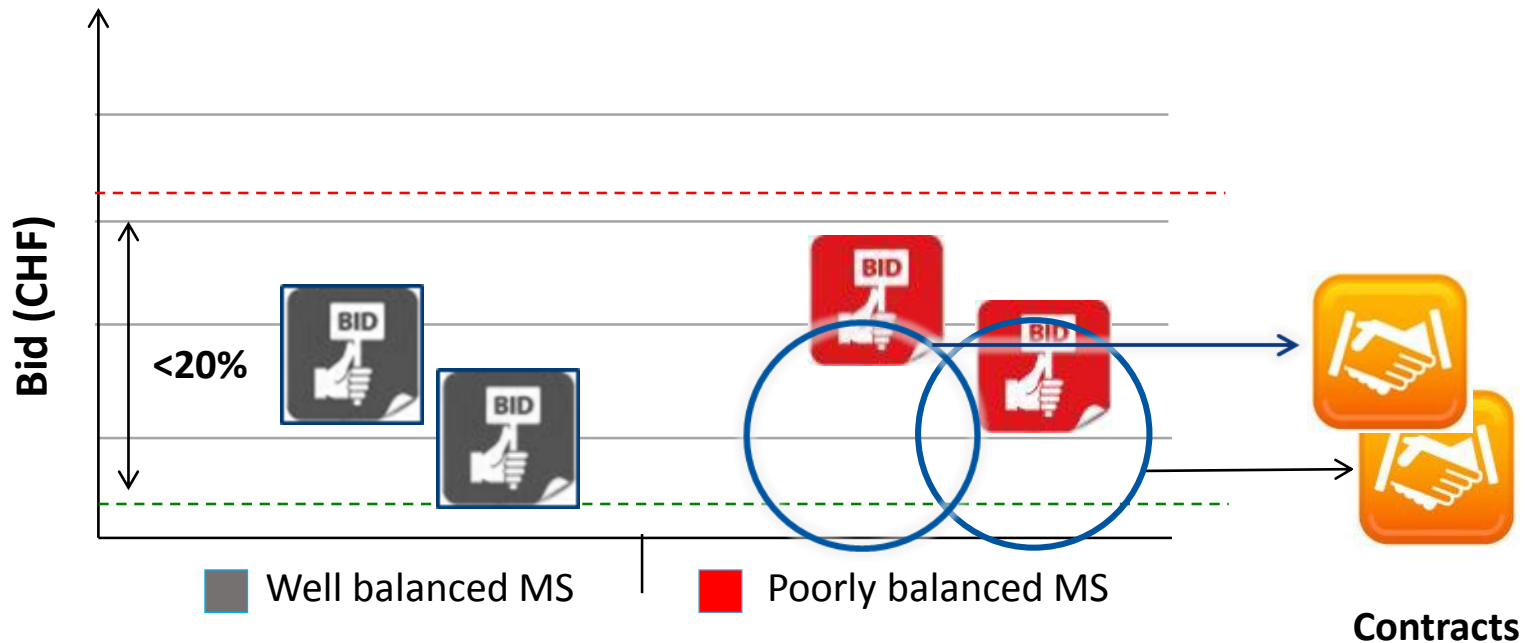 Bid (CHF)
<20%
BID
BID
BID
BID
Well balanced MS
Poorly balanced MS
Contracts